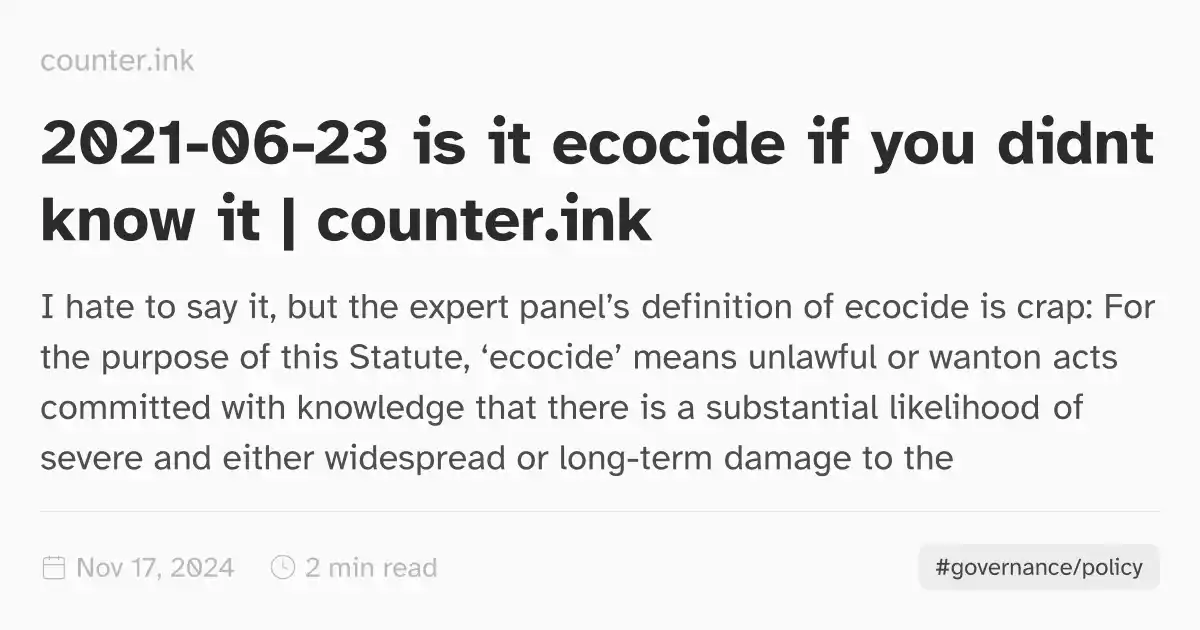 counter.ink
2021-06-23 is it ecocide if you didnt
know it | counter.ink
I hate to say it, but the expert panel’s definition of ecocide is crap: For
the purpose of this Statute, ‘ecocide’ means unlawful or wanton acts
committed with knowledge that there is a substantial likelihood of
severe and either widespread or long-term damage to the
Nov 17, 2024 2 min read #governance/policy